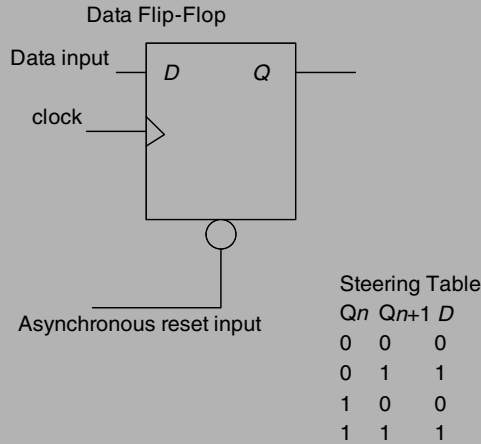 Data Flip-Flop
Data input
D Q
clock
Asynchronous reset input
Steering Table
Qn Qn+1 D
0 0 0
0 1 1
1 0 0
1 1 1